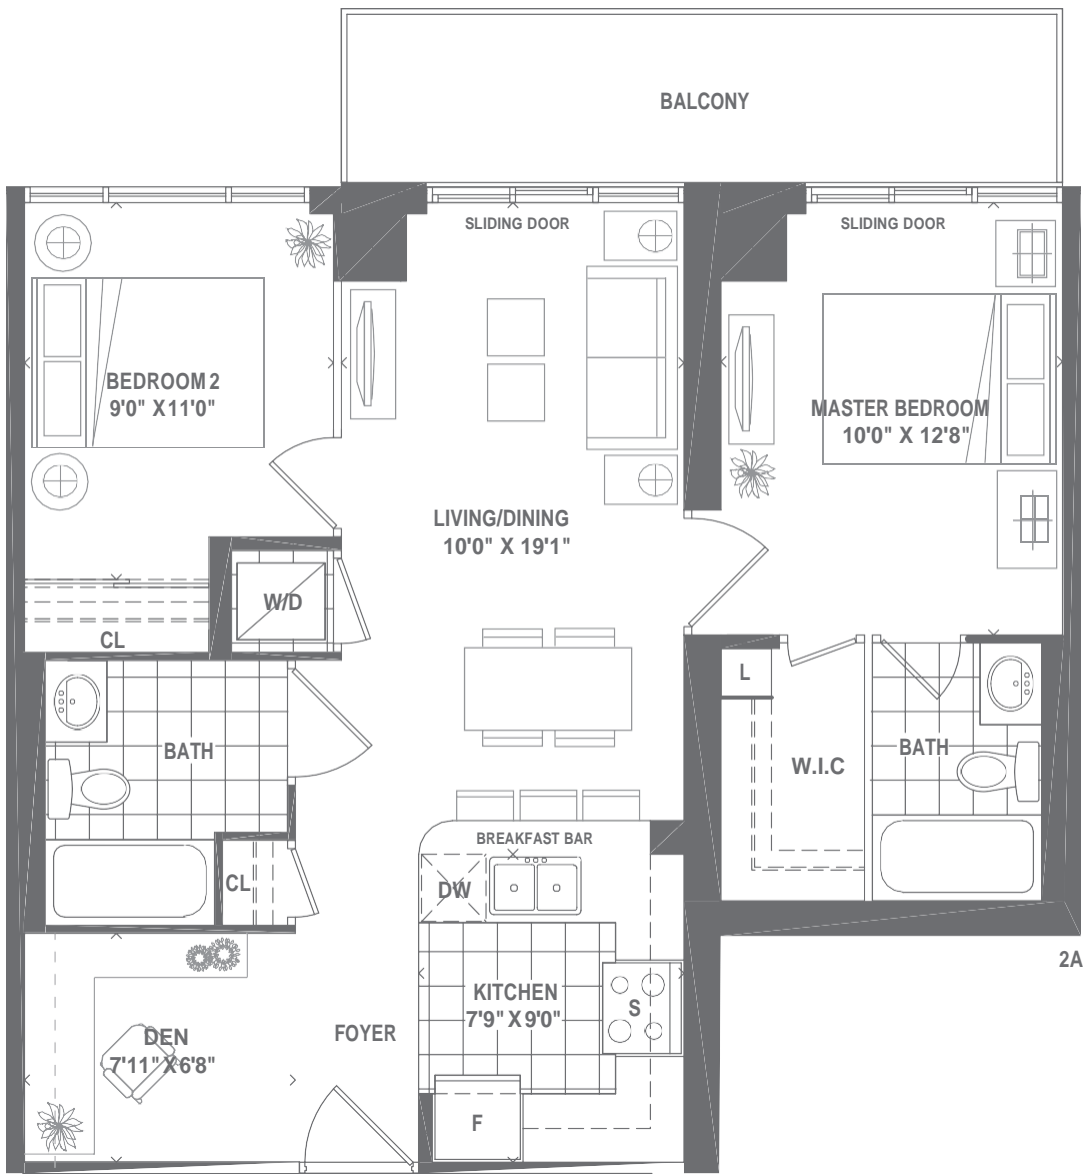 BALCONY
SLIDING DOOR
SLIDING DOOR
BEDROOM 2
9'0" X 11'0"
MASTER BEDROOM
10'0" X 12'8"
LIVING/DINING
10'0" X 19'1"
W/D
CL
L
BATH
W.I.C
BATH
BREAKFAST BAR
CL
DW
2A
KITCHEN
7'9" X 9'0"
S
FOYER
DEN
7'11" X 6'8"
F